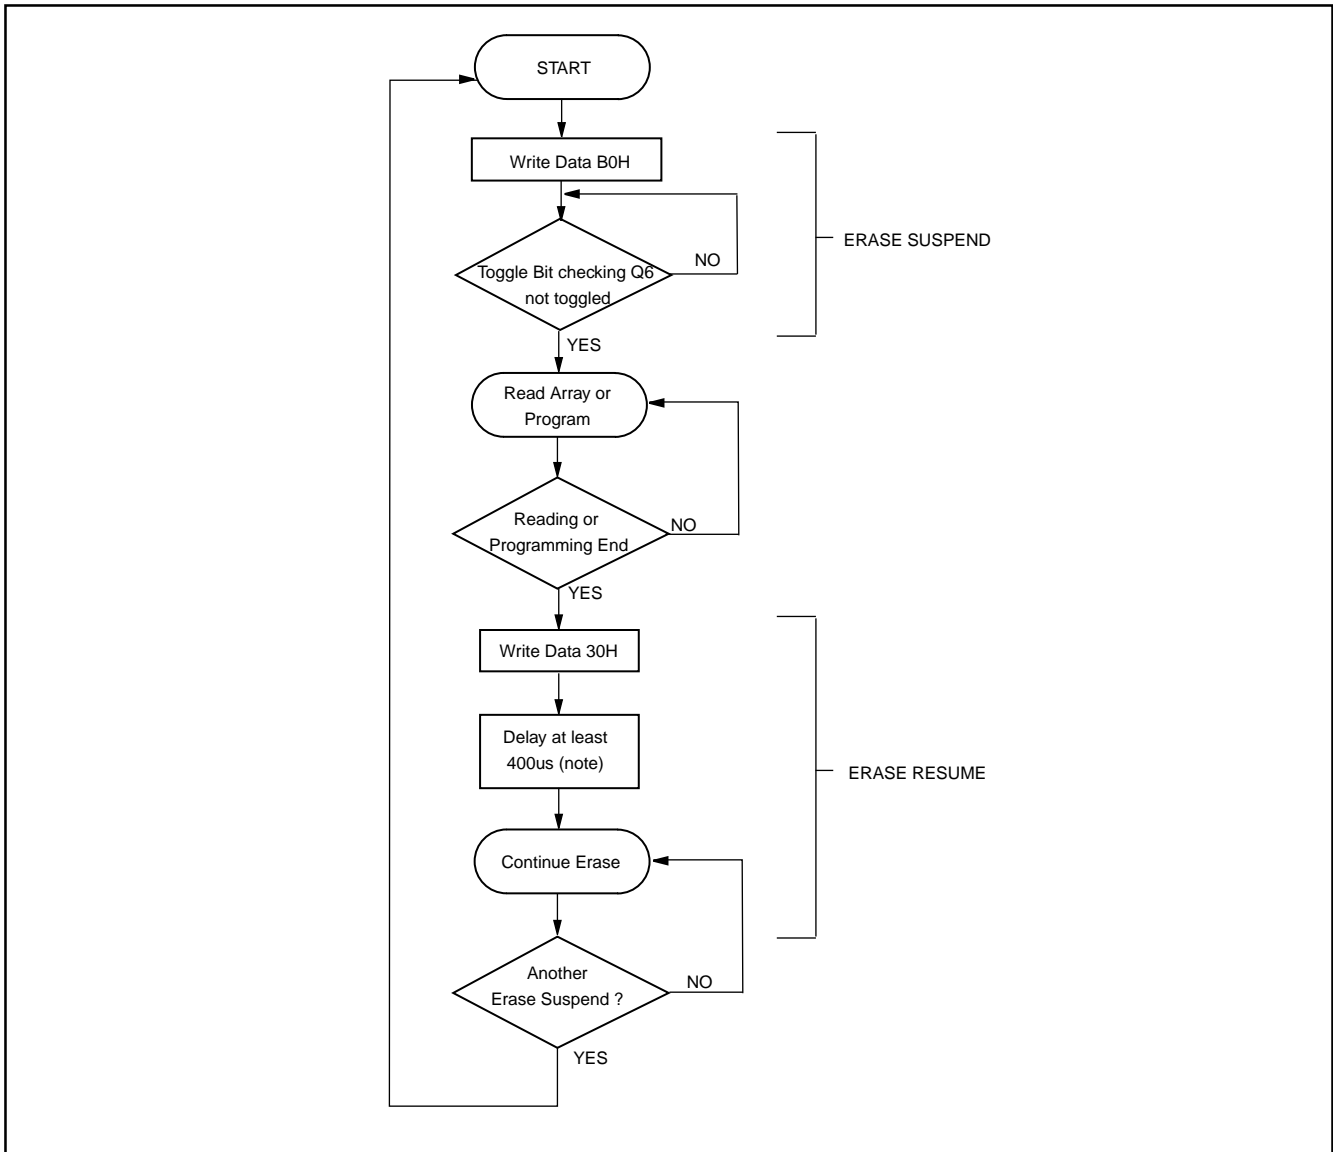 START
Write Data B0H
ERASE SUSPEND
NO
Toggle Bit checking Q6
not toggled
YES
Read Array or
Program
Reading or
NO
Programming End
YES
Write Data 30H
Delay at least
400us (note)
ERASE RESUME
Continue Erase
Another
NO
Erase Suspend ?
YES